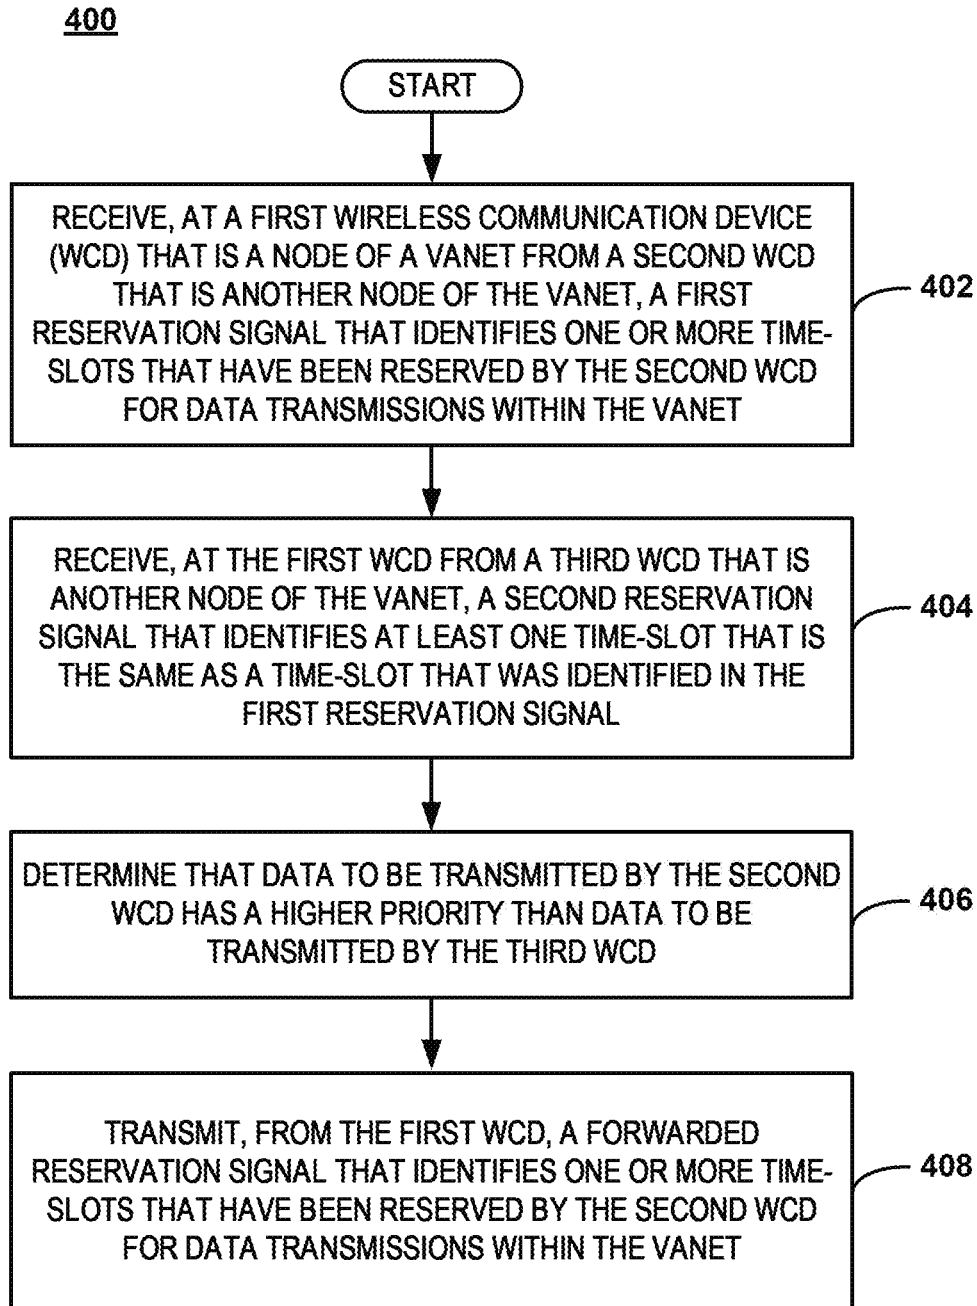 400
START
RECEIVE, AT A FIRST WIRELESS COMMUNICATION DEVICE
(WCD) THAT IS A NODE OF A VANET FROM A SECOND WCD
THAT IS ANOTHER NODE OF THE VANET, A FIRST
RESERVATION SIGNAL THAT IDENTIFIES ONE OR MORE TIME-
SLOTS THAT HAVE BEEN RESERVED BY THE SECOND WCD
FOR DATA TRANSMISSIONS WITHIN THE VANET
402
RECEIVE, AT THE FIRST WCD FROM A THIRD WCD THAT IS
ANOTHER NODE OF THE VANET, A SECOND RESERVATION
SIGNAL THAT IDENTIFIES AT LEAST ONE TIME-SLOT THAT IS
THE SAME AS A TIME-SLOT THAT WAS IDENTIFIED IN THE
FIRST RESERVATION SIGNAL
404
DETERMINE THAT DATA TO BE TRANSMITTED BY THE SECOND
WCD HAS A HIGHER PRIORITY THAN DATA TO BE
TRANSMITTED BY THE THIRD WCD
406
TRANSMIT, FROM THE FIRST WCD, A FORWARDED
RESERVATION SIGNAL THAT IDENTIFIES ONE OR MORE TIME-
SLOTS THAT HAVE BEEN RESERVED BY THE SECOND WCD
FOR DATA TRANSMISSIONS WITHIN THE VANET
408